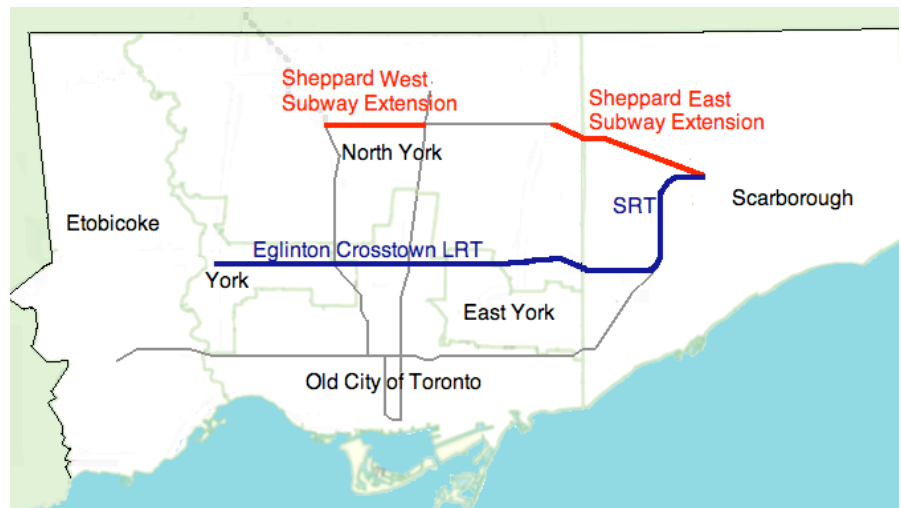 Sheppard West
Subway Extension
Sheppard East
Subway Extension
North York
SRT
Scarborough
Etobicoke
Eglinton Crosstown LRT
York
East York
Old City of Toronto